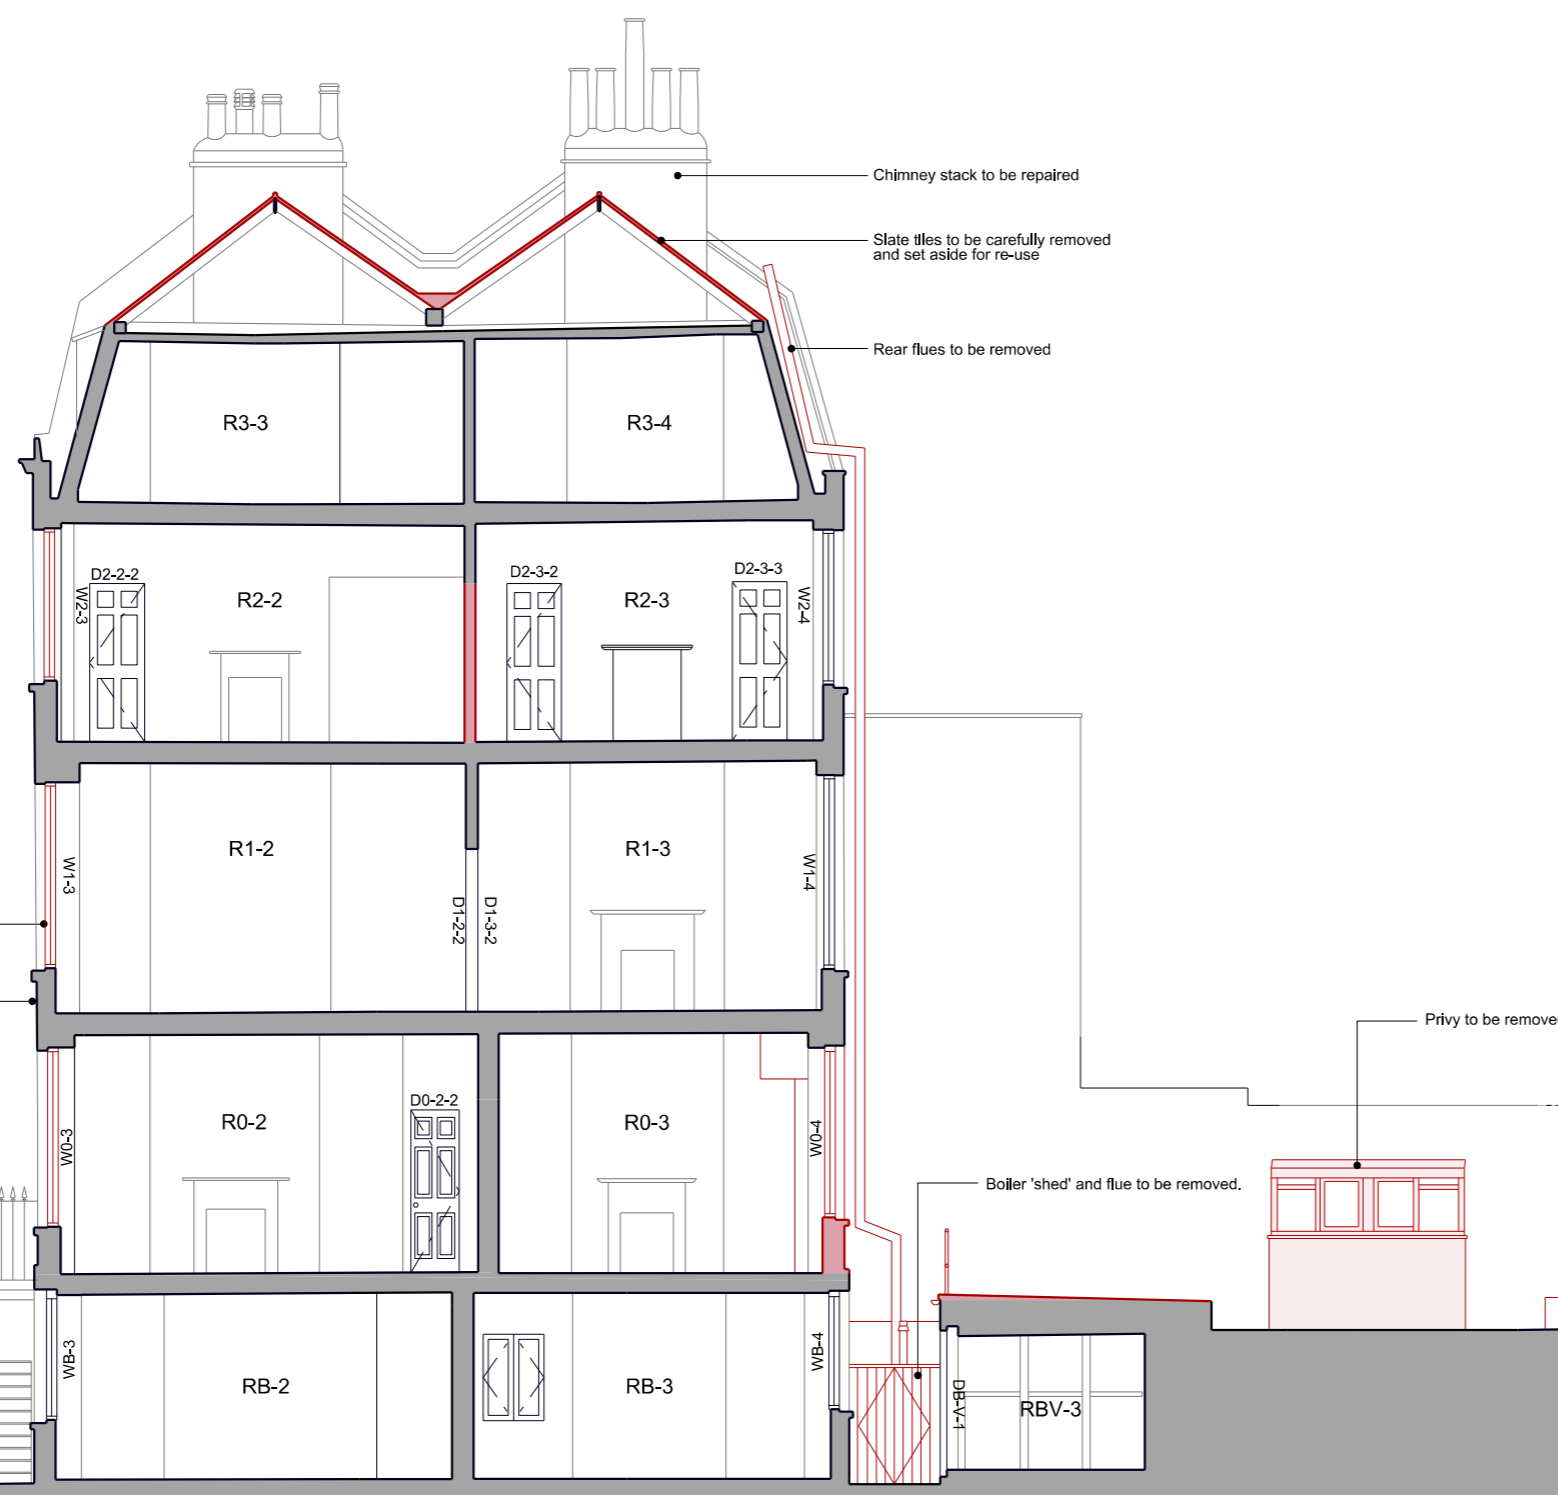 Chimney stack to be repaired
Slate tiles to be carefully removed
and set aside for re-use
Rear flues to be removed
R3-3
R3-4
D2-2-2
D2-3-2
D2-3-3
W2-3
R2-2
R2-3
W2-4
R1-2
R1-3
W1-3
W1-4
D1-2-2
D1-3-2
Privy to be remove
D0-2-2
R0-2
R0-3
W0-3
W0-4
Boiler 'shed' and flue to be removed.
WB-3
WB-4
RB-2
RB-3
DB-V-1
RBV-3